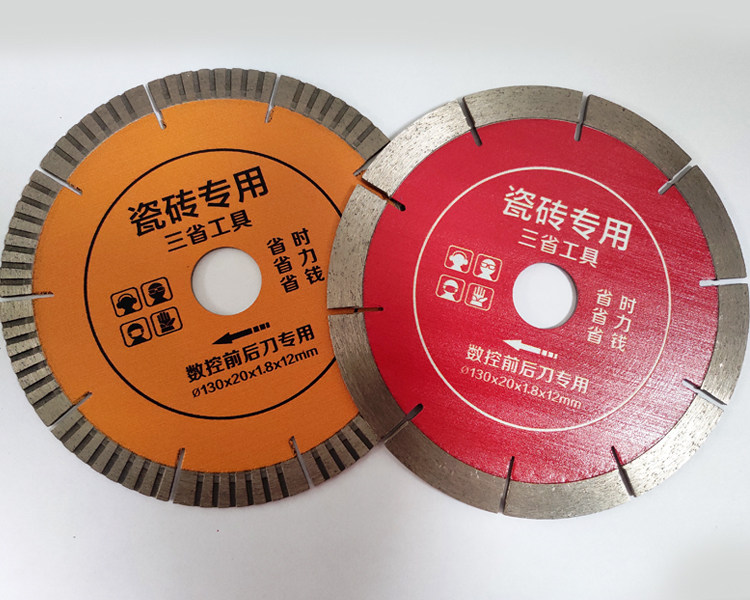 瓷砖专用
三省工具
省时
省力
省钱
数控前后刀专用
ø130x20x1.8x12mm
瓷砖专用
三省工具
省时
省力
省钱
数控前后刀专用
ø130x20x1.8x12mm